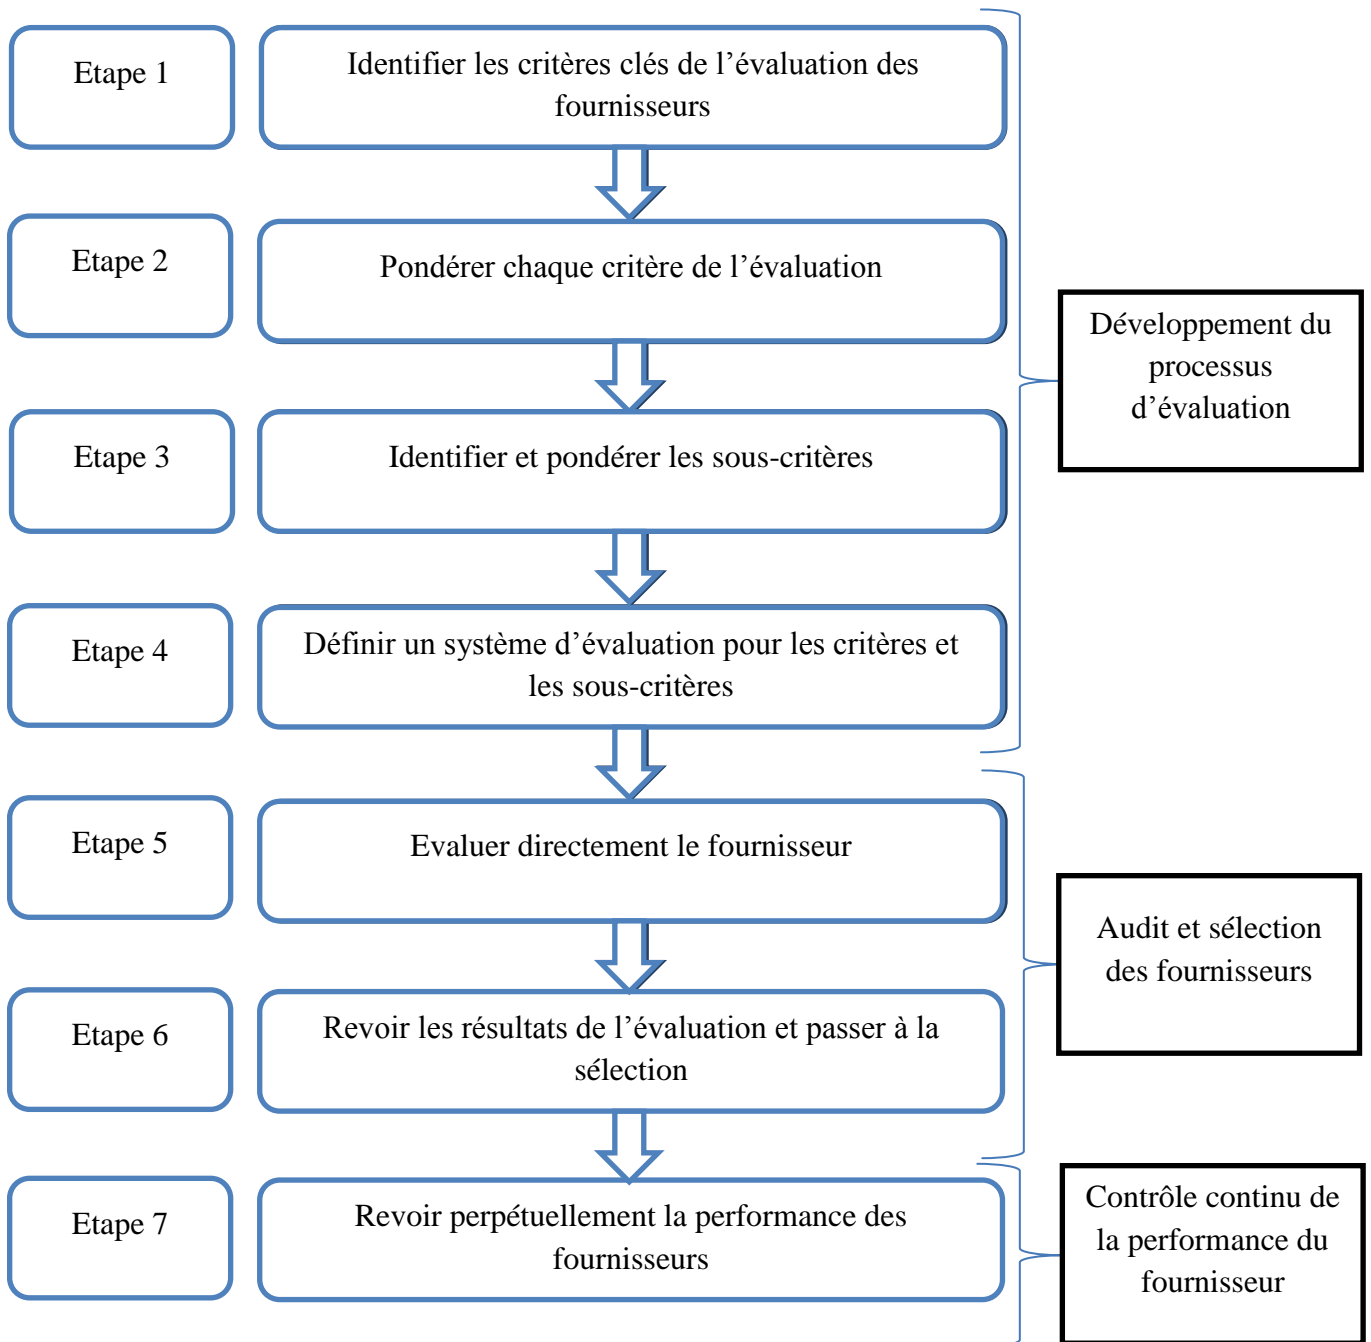 Etape 1
Identifier les critères clés de l’évaluation des
fournisseurs
Etape 2
Pondérer chaque critère de l’évaluation
Développement du
processus
d’évaluation
Etape 3
Identifier et pondérer les sous-critères
Etape 4
Définir un système d’évaluation pour les critères et
les sous-critères
Etape 5
Evaluer directement le fournisseur
Audit et sélection
des fournisseurs
Etape 6
Revoir les résultats de l’évaluation et passer à la
sélection
Etape 7
Revoir perpétuellement la performance des
fournisseurs
Contrôle continu de
la performance du
fournisseur